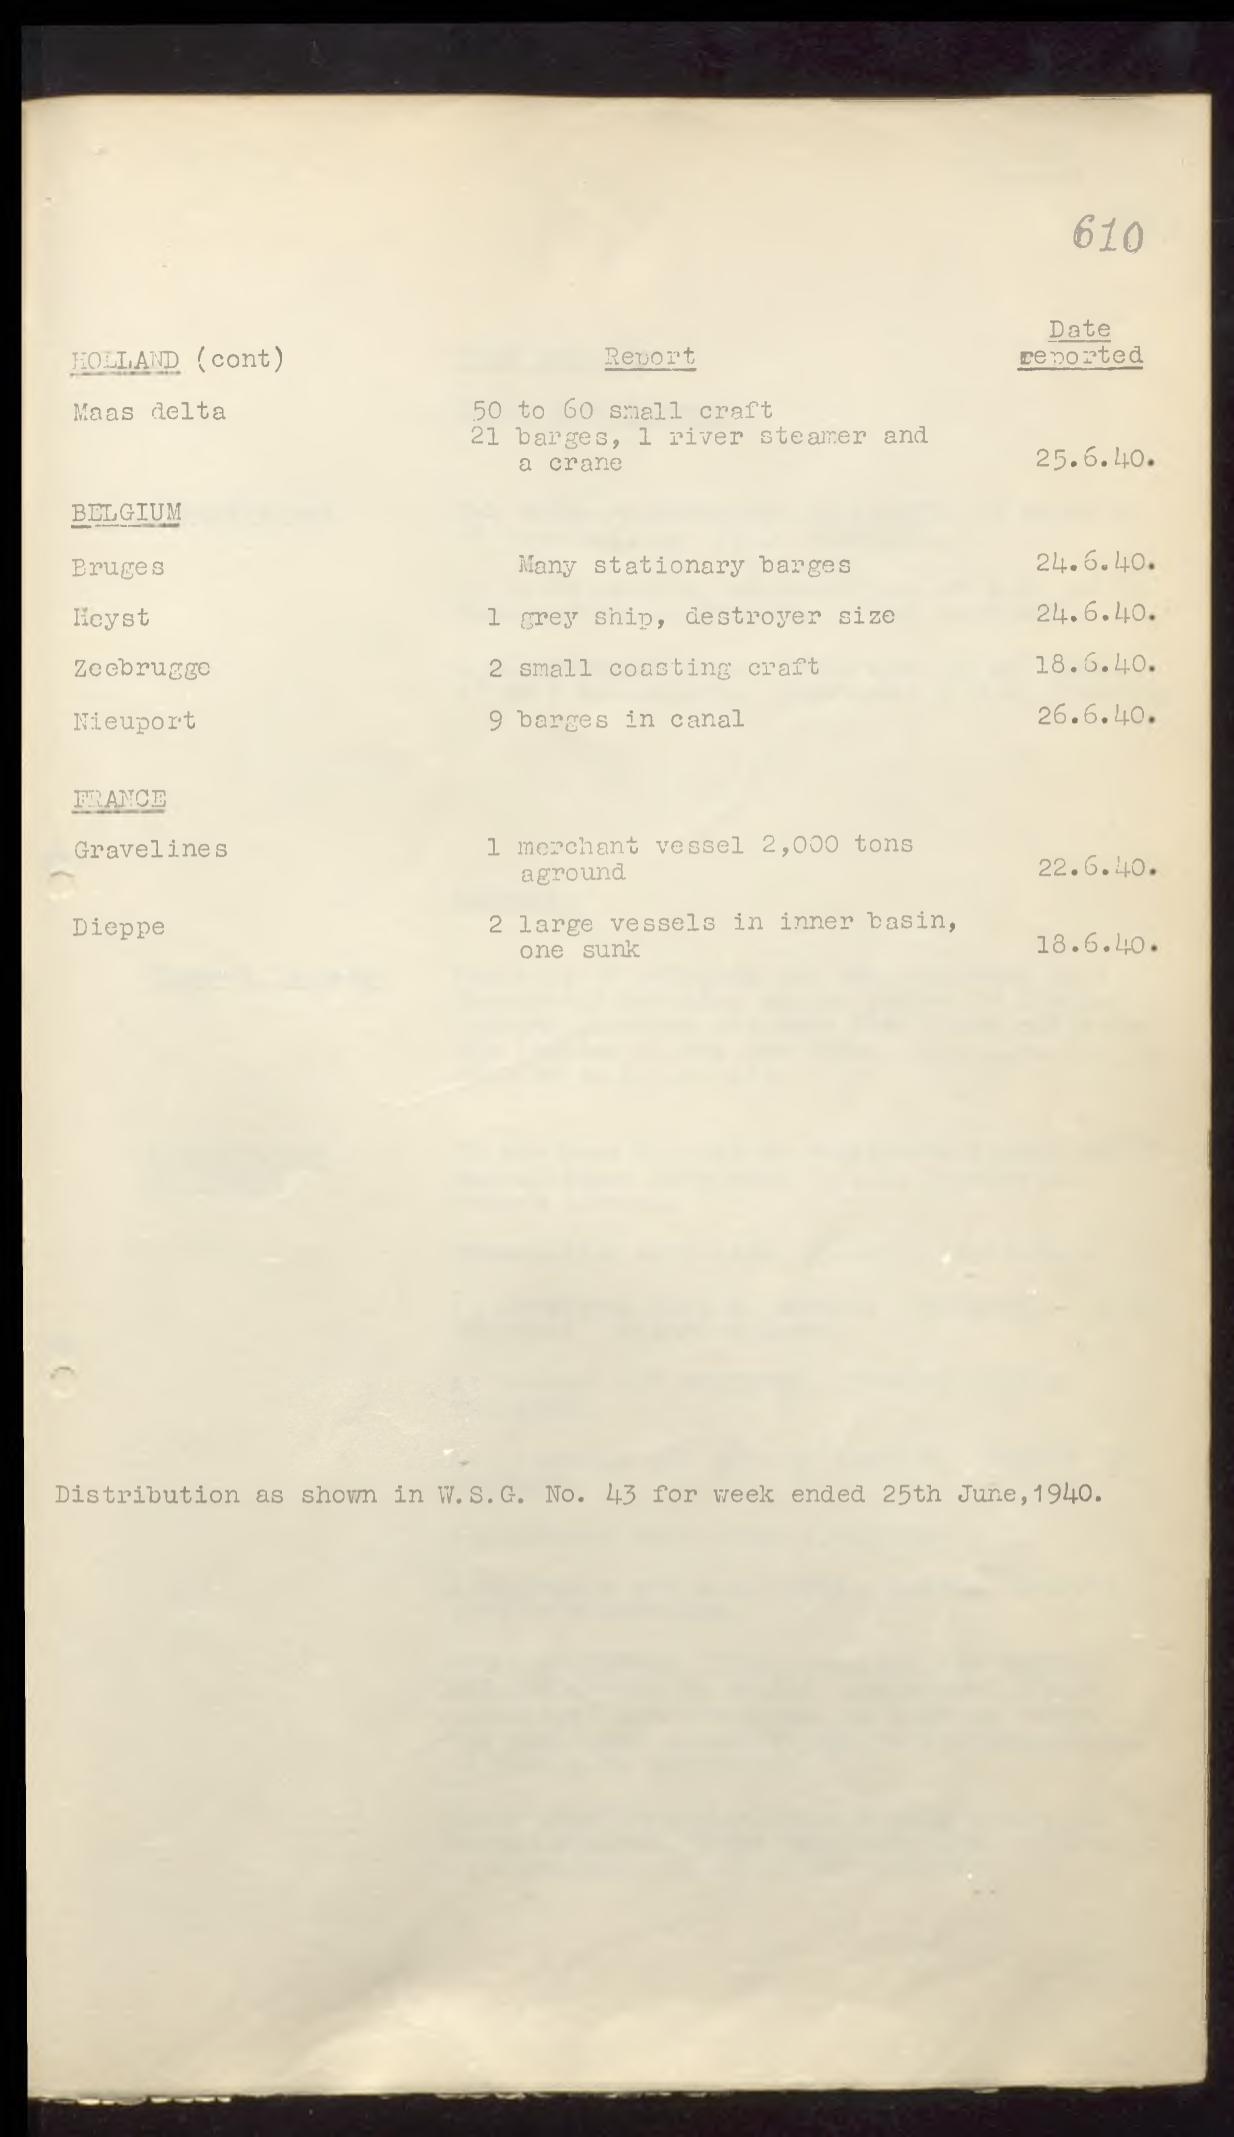 610
Date
HOLLAND (cont) Report reported
Maas delta 50 to 60 small craft
21 barges, 1 river steamer and
a crane 25.6.40.
BELGIUM
Bruges Many stationary barges 24.6.40.
Heyst 1 grey ship, destroyer size 24.6.40.
Zeebrugge 2 small coasting craft 18.6.40.
Nieuport 9 barges in canal 26.6.40.
FRANCE
Gravelines 1 merchant vessel 2,000 tons
aground 22.6.40.
Dieppe 2 large vessels in inner basin,
one sunk 18.6.40.
Distribution as shown in W.S.G. No. 43 for week ended 25th June,1940.